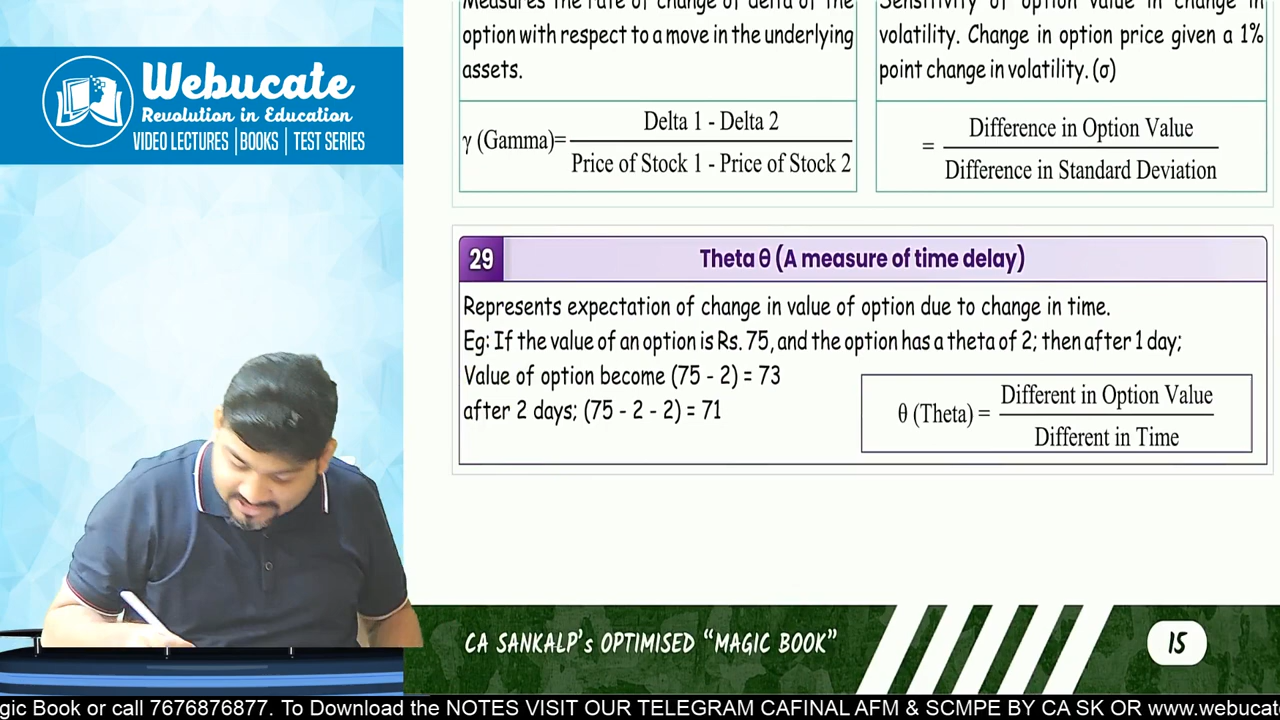 Webucate
Revolution in Education
VIDEO LECTURES | BOOKS | TEST SERIES
Measures the rate of change of delta of the
option with respect to a move in the underlying
assets.
γ (Gamma)=
Delta 1 - Delta 2
Price of Stock 1 - Price of Stock 2
Sensitivity of option value in change in
volatility. Change in option price given a 1%
point change in volatility. (σ)
=
Difference in Option Value
Difference in Standard Deviation
29
Theta θ (A measure of time delay)
Represents expectation of change in value of option due to change in time.
Eg: If the value of an option is Rs. 75, and the option has a theta of 2; then after 1 day;
Value of option become (75 - 2) = 73
after 2 days; (75 - 2 - 2) = 71
θ (Theta) =
Different in Option Value
Different in Time
CA SANKALP's OPTIMISED "MAGIC BOOK"
15
gic Book or call 7676876877. To Download the NOTES VISIT OUR TELEGRAM CAFINAL AFM & SCMPE BY CA SK OR www.webucat